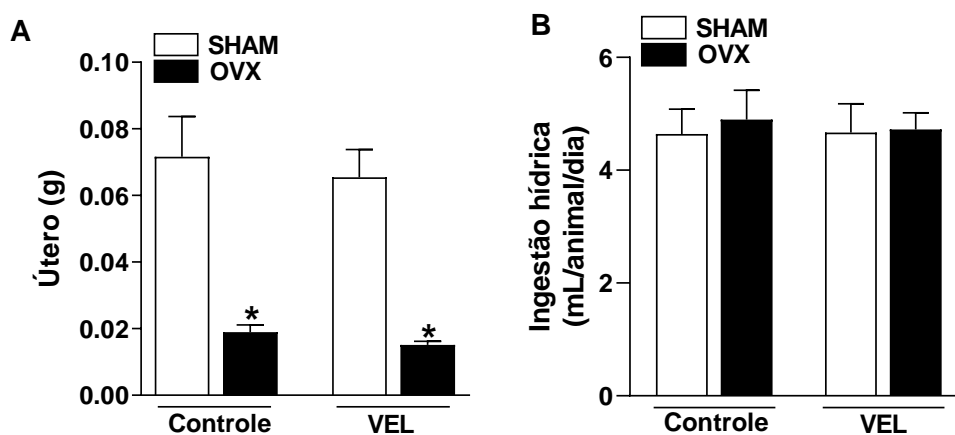 A
SHAM
OVX
Útero (g)
0.10
0.08
0.06
0.04
0.02
0.00
*
*
Controle
VEL
B
SHAM
OVX
Ingestão hídrica
(mL/animal/dia)
6
4
2
0
Controle
VEL